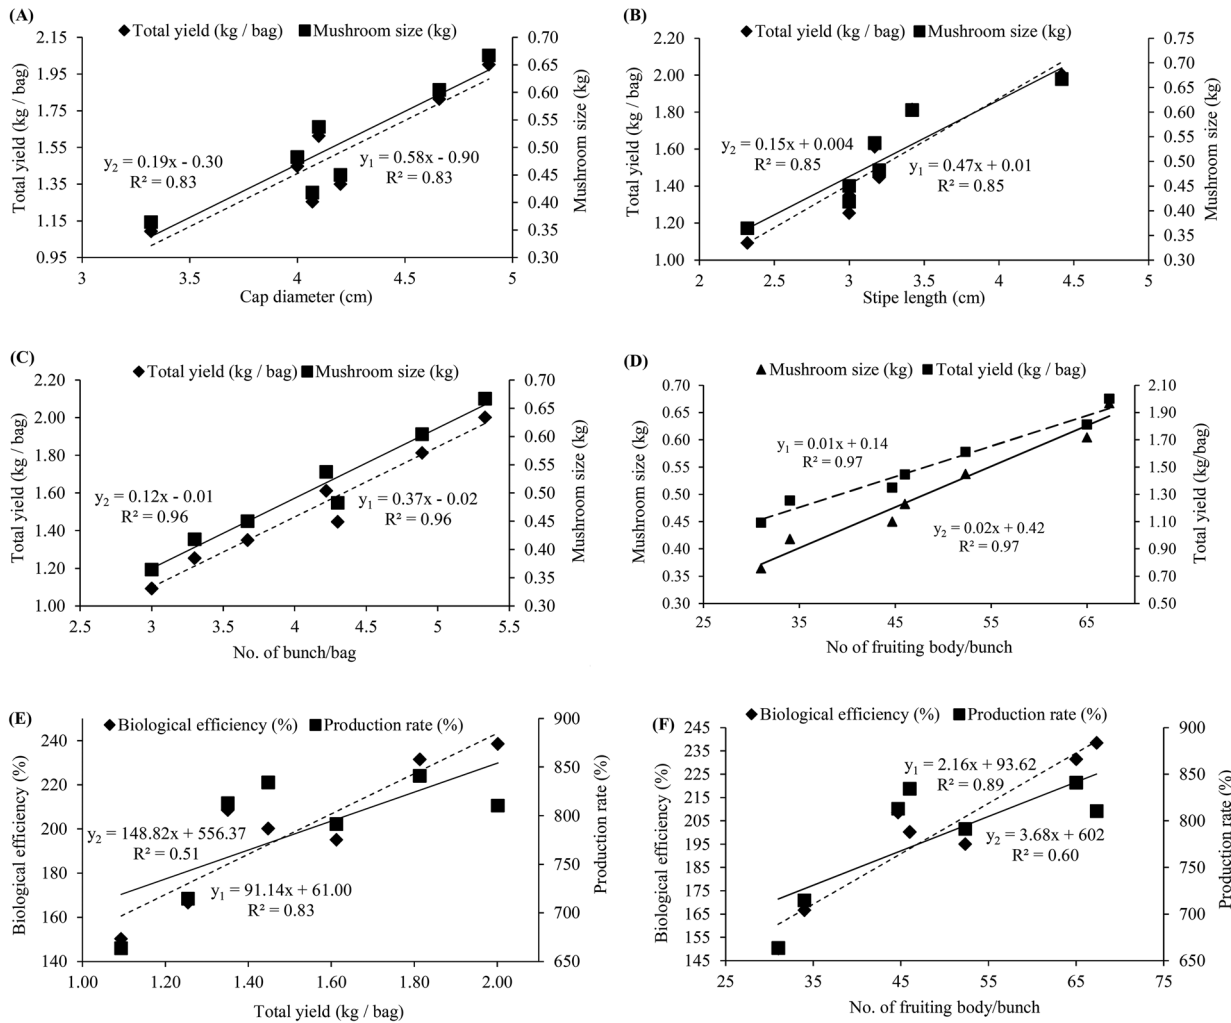 (A)
Total yield (kg / bag) Mushroom size (kg)
2.15
1.95
1.75
1.55
1.35
1.15
0.95
0.70
0.65
0.60
0.55
0.50
0.45
0.40
0.35
0.30
3 3.5 4 4.5 5
Total yield (kg / bag)
Mushroom size (kg)
Cap diameter (cm)
y2 = 0.19x - 0.30
R² = 0.83
y1 = 0.58x - 0.90
R² = 0.83
(B)
Total yield (kg / bag) Mushroom size (kg)
2.20
2.00
1.80
1.60
1.40
1.20
1.00
0.75
0.70
0.65
0.60
0.55
0.50
0.45
0.40
0.35
0.30
2 2.5 3 3.5 4 4.5 5
Total yield (kg / bag)
Mushroom size (kg)
Stipe length (cm)
y2 = 0.15x + 0.004
R² = 0.85
y1 = 0.47x + 0.01
R² = 0.85
(C)
Total yield (kg / bag) Mushroom size (kg)
2.20
2.00
1.80
1.60
1.40
1.20
1.00
0.70
0.65
0.60
0.55
0.50
0.45
0.40
0.35
0.30
2.5 3 3.5 4 4.5 5 5.5
Total yield (kg / bag)
Mushroom size (kg)
No. of bunch/bag
y2 = 0.12x - 0.01
R² = 0.96
y1 = 0.37x - 0.02
R² = 0.96
(D)
Mushroom size (kg) Total yield (kg / bag)
0.70
0.65
0.60
0.55
0.50
0.45
0.40
0.35
0.30
2.10
1.90
1.70
1.50
1.30
1.10
0.90
0.70
0.50
25 35 45 55 65
Mushroom size (kg)
Total yield (kg/bag)
No of fruiting body/bunch
y1 = 0.01x + 0.14
R² = 0.97
y2 = 0.02x + 0.42
R² = 0.97
(E)
Biological efficiency (%) Production rate (%)
240
220
200
180
160
140
900
850
800
750
700
650
1.00 1.20 1.40 1.60 1.80 2.00
Biological efficiency (%)
Production rate (%)
Total yield (kg / bag)
y2 = 148.82x + 556.37
R² = 0.51
y1 = 91.14x + 61.00
R² = 0.83
(F)
Biological efficiency (%) Production rate (%)
245
235
225
215
205
195
185
175
165
155
145
900
850
800
750
700
650
25 35 45 55 65 75
Biological efficiency (%)
Production rate (%)
No. of fruiting body/bunch
y1 = 2.16x + 93.62
R² = 0.89
y2 = 3.68x + 602
R² = 0.60